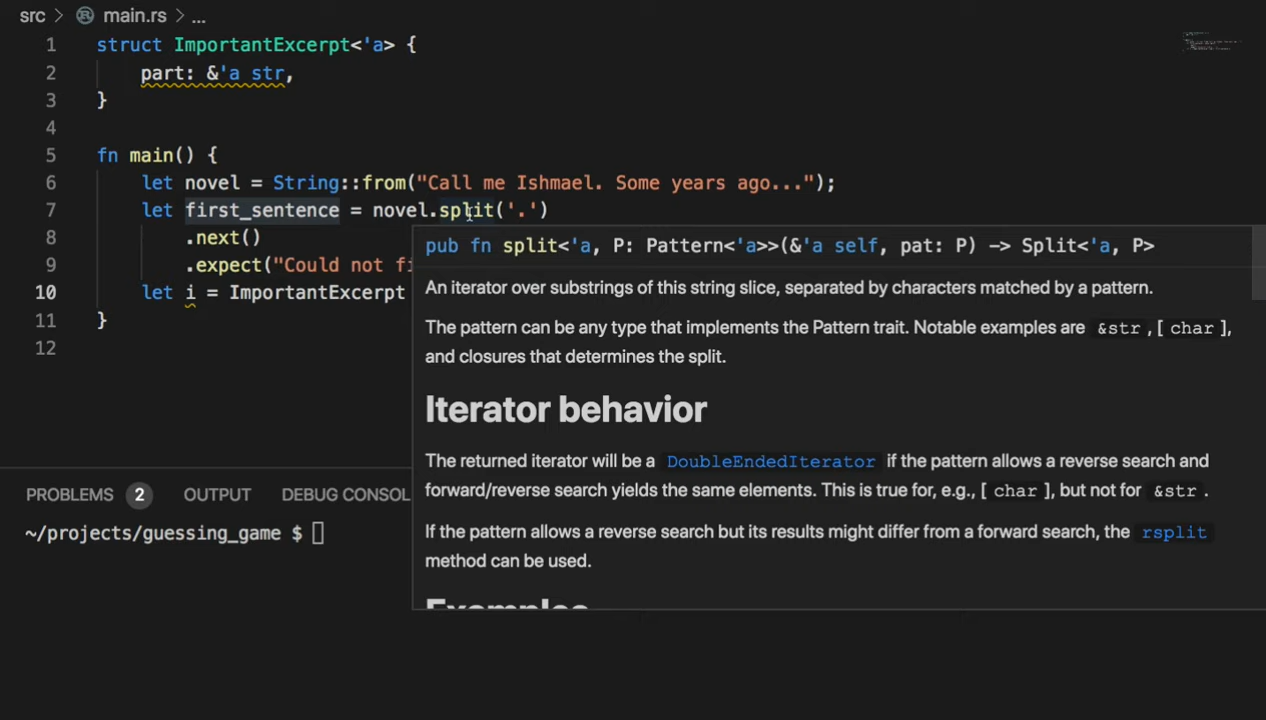 src > main.rs > ...
1 struct ImportantExcerpt<'a> {
2 part: &'a str,
3 }
4
5 fn main() {
6 let novel = String::from("Call me Ishmael. Some years ago...");
7 let first_sentence = novel.split('.')
8 .next()
9 .expect("Could not fi
10 let i = ImportantExcerpt
11 }
12
pub fn split<'a, P: Pattern<'a>>(&'a self, pat: P) -> Split<'a, P>
An iterator over substrings of this string slice, separated by characters matched by a pattern.
The pattern can be any type that implements the Pattern trait. Notable examples are &str ,[ char ],
and closures that determines the split.
Iterator behavior
The returned iterator will be a DoubleEndedIterator if the pattern allows a reverse search and
forward/reverse search yields the same elements. This is true for, e.g., [ char ], but not for &str .
If the pattern allows a reverse search but its results might differ from a forward search, the rsplit
method can be used.
Examples
PROBLEMS 2 OUTPUT DEBUG CONSOL
~/projects/guessing_game $